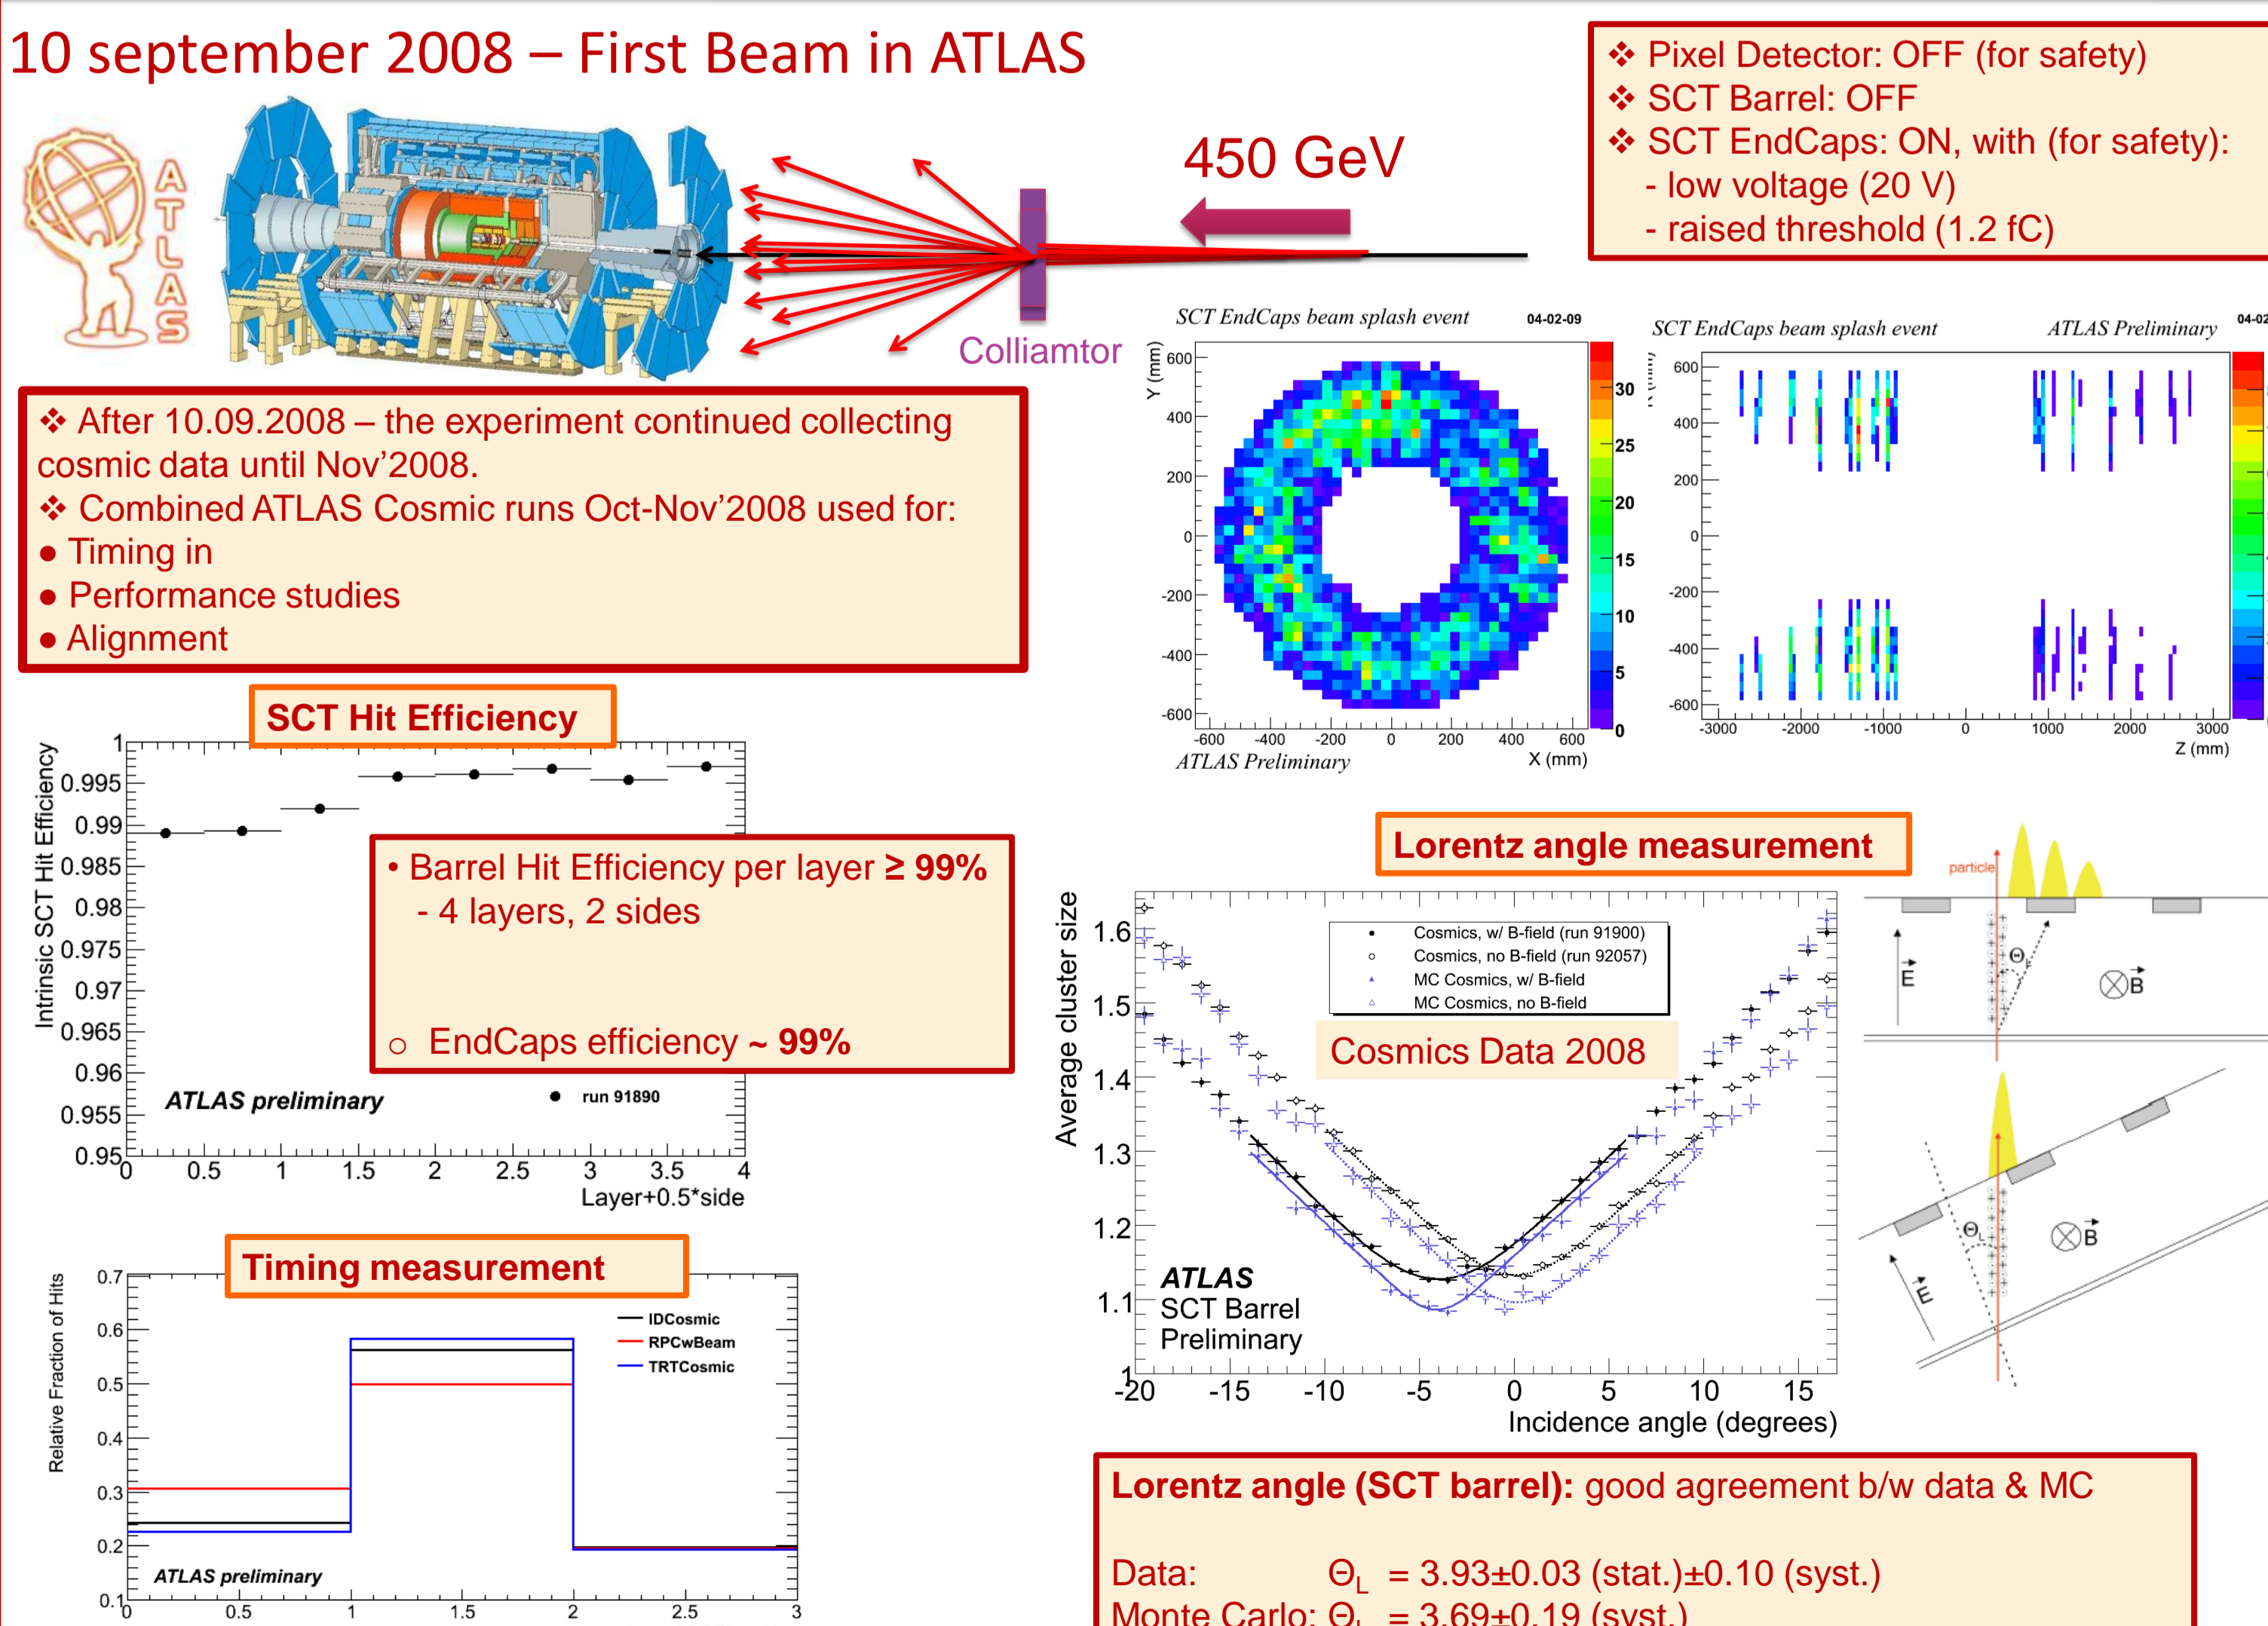 10 september 2008 – First Beam in ATLAS
ATLAS
450 GeV
Colliamtor
❖ Pixel Detector: OFF (for safety)
❖ SCT Barrel: OFF
❖ SCT EndCaps: ON, with (for safety):
- low voltage (20 V)
- raised threshold (1.2 fC)
❖ After 10.09.2008 – the experiment continued collecting
cosmic data until Nov'2008.
❖ Combined ATLAS Cosmic runs Oct-Nov'2008 used for:
● Timing in
● Performance studies
● Alignment
SCT EndCaps beam splash event 04-02-09
Y (mm)
600
400
200
0
-200
-400
-600
-600 -400 -200 0 200 400 600
X (mm)
ATLAS Preliminary
30
25
20
15
10
5
0
SCT EndCaps beam splash event ATLAS Preliminary 04-02
600
400
200
0
-200
-400
-600
-3000 -2000 -1000 0 1000 2000 3000
Z (mm)
SCT Hit Efficiency
Intrinsic SCT Hit Efficiency
1
0.995
0.99
0.985
0.98
0.975
0.97
0.965
0.96
0.955
0.95
• Barrel Hit Efficiency per layer ≥ 99%
- 4 layers, 2 sides
○ EndCaps efficiency ~ 99%
ATLAS preliminary
run 91890
0 0.5 1 1.5 2 2.5 3 3.5 4
Layer+0.5*side
Timing measurement
Relative Fraction of Hits
0.7
0.6
0.5
0.4
0.3
0.2
0.1
IDCosmic
RPCwBeam
TRTCosmic
ATLAS preliminary
0 0.5 1 1.5 2 2.5 3
Lorentz angle measurement
Average cluster size
1.6
1.5
1.4
1.3
1.2
1.1
1
Cosmics, w/ B-field (run 91900)
Cosmics, no B-field (run 92057)
MC Cosmics, w/ B-field
MC Cosmics, no B-field
Cosmics Data 2008
ATLAS
SCT Barrel
Preliminary
-20 -15 -10 -5 0 5 10 15
Incidence angle (degrees)
particle
E
Θ
B
Θ L
B
E
Lorentz angle (SCT barrel): good agreement b/w data & MC
Data: ΘL = 3.93±0.03 (stat.)±0.10 (syst.)
Monte Carlo: ΘL = 3.69±0.19 (syst.)